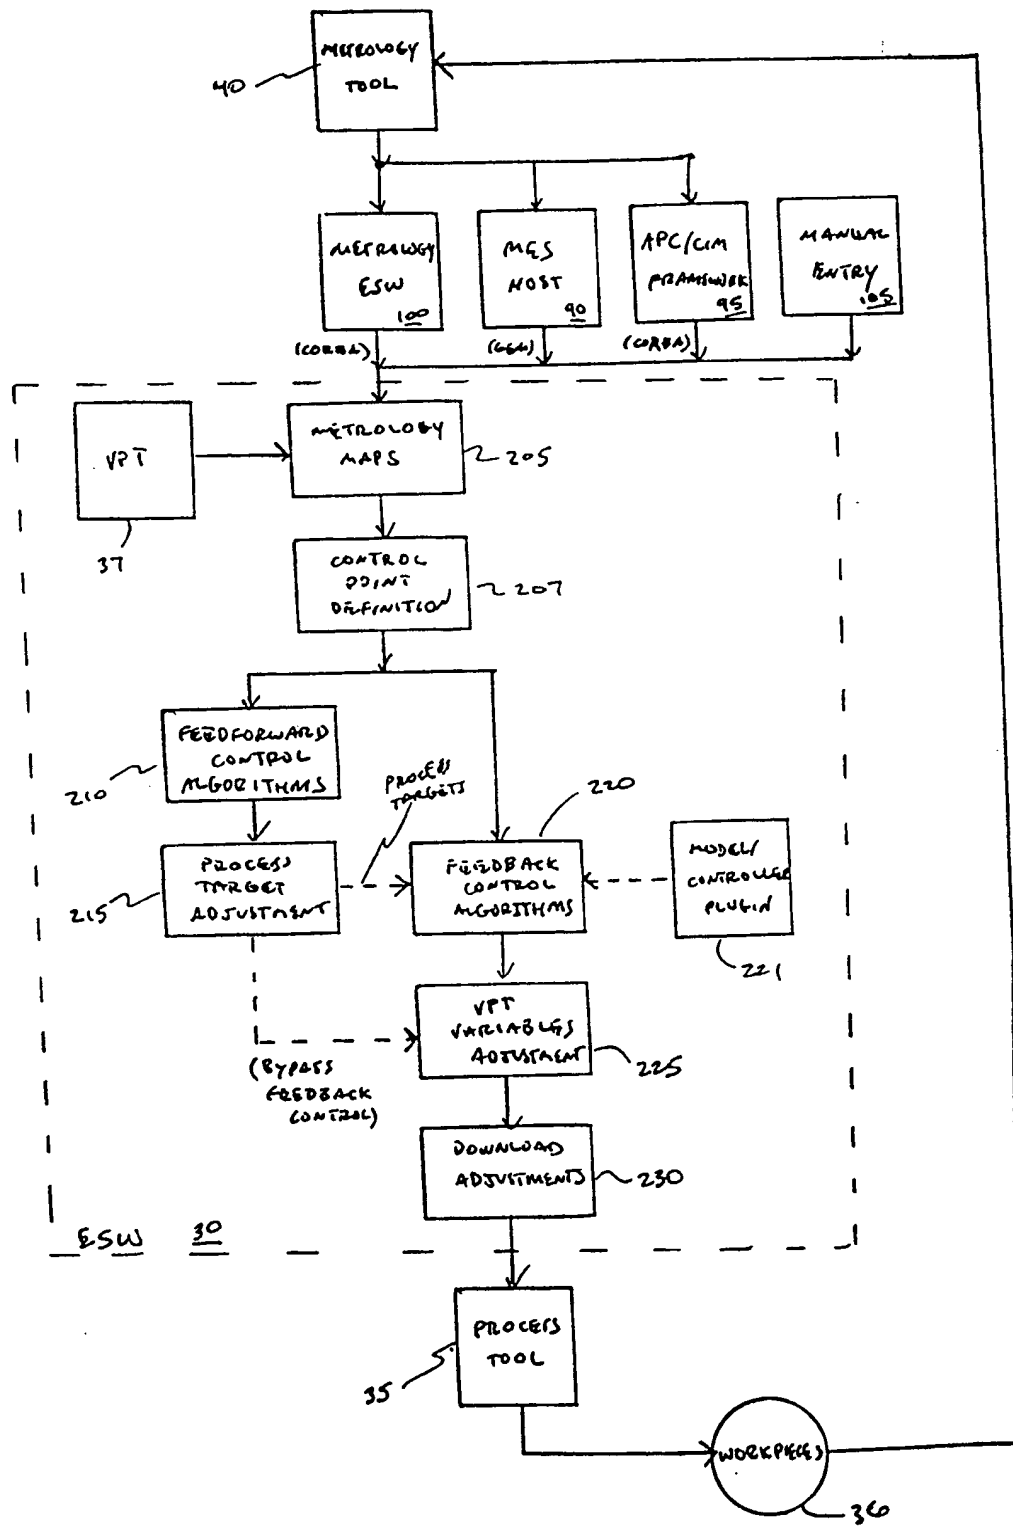 METROLOGY
TOOL
40
METROLOGY
ESW
100
MES
HOST
90
APC/CIM
FRAMEWORK
95
MANUAL
ENTRY
105
(CORBA)
(GEM)
(CORBA)
VPT
37
METROLOGY
MAPS
205
CONTROL
POINT
DEFINITION
207
FEEDFORWARD
CONTROL
ALGORITHMS
210
PROCESS
TARGETS
220
PROCESS
TARGET
ADJUSTMENT
215
FEEDBACK
CONTROL
ALGORITHMS
MODEL/
CONTROLLER
PLUGIN
221
VPT
VARIABLES
ADJUSTMENT
225
(BYPASS
FEEDBACK
CONTROL)
DOWNLOAD
ADJUSTMENTS
230
ESW 30
PROCESS
TOOL
35
WORKPIECES
36